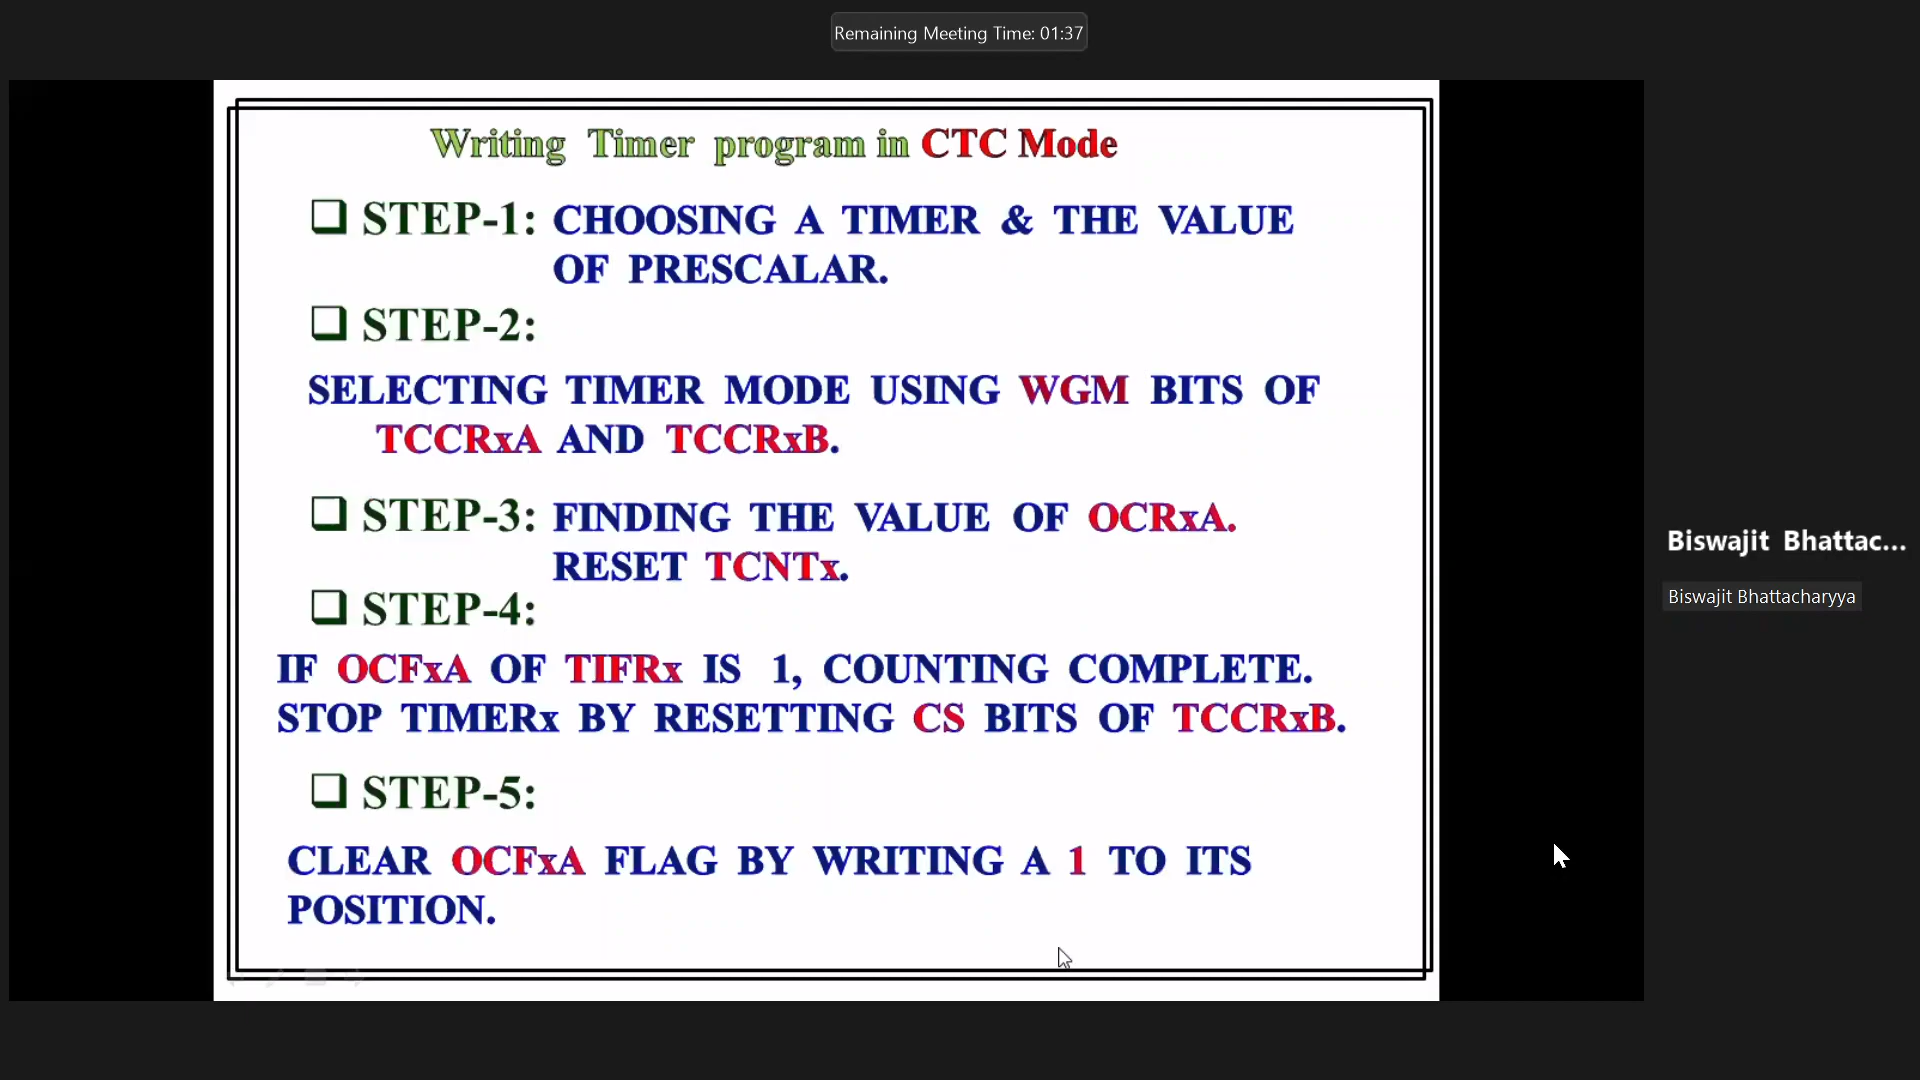 Remaining Meeting Time: 01:37
Writing Timer program in CTC Mode
❑ STEP-1: CHOOSING A TIMER & THE VALUE
OF PRESCALAR.
❑ STEP-2:
SELECTING TIMER MODE USING WGM BITS OF
TCCRxA AND TCCRxB.
❑ STEP-3: FINDING THE VALUE OF OCRxA.
RESET TCNTx.
❑ STEP-4:
IF OCFxA OF TIFRx IS 1, COUNTING COMPLETE.
STOP TIMERx BY RESETTING CS BITS OF TCCRxB.
❑ STEP-5:
CLEAR OCFxA FLAG BY WRITING A 1 TO ITS
POSITION.
Biswajit Bhattac...
Biswajit Bhattacharyya